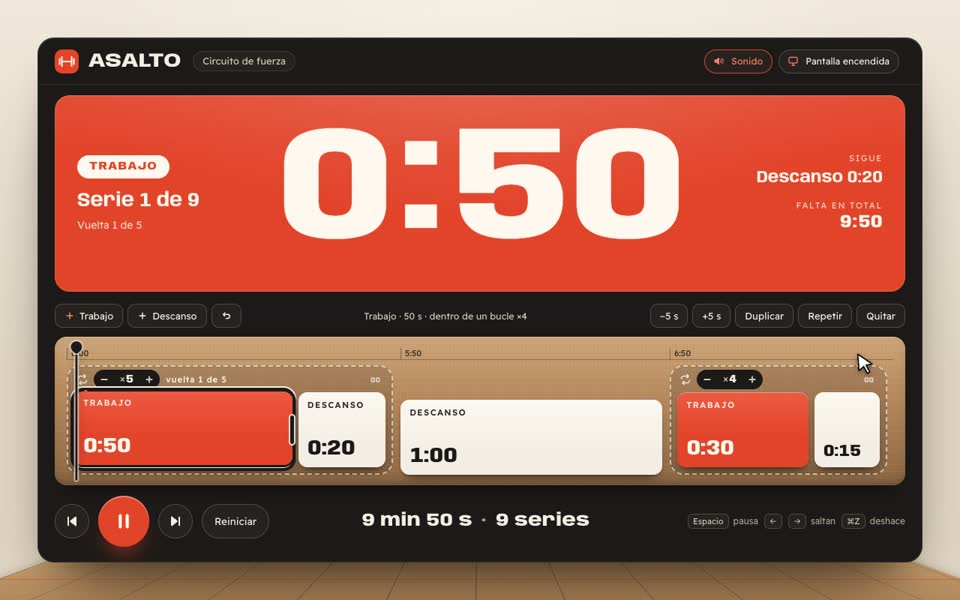 ASALTO
Circuito de fuerza
Sonido
Pantalla encendida
TRABAJO
Serie 1 de 9
Vuelta 1 de 5
0:50
SIGUE
Descanso 0:20
FALTA EN TOTAL
9:50
+ Trabajo
+ Descanso
Trabajo · 50 s · dentro de un bucle ×4
−5 s
+5 s
Duplicar
Repetir
Quitar
5:50
6:50
− ×5 +
vuelta 1 de 5
− ×4 +
TRABAJO
0:50
DESCANSO
0:20
DESCANSO
1:00
TRABAJO
0:30
0:15
Reiniciar
9 min 50 s · 9 series
Espacio pausa ← → saltan ⌘Z deshace